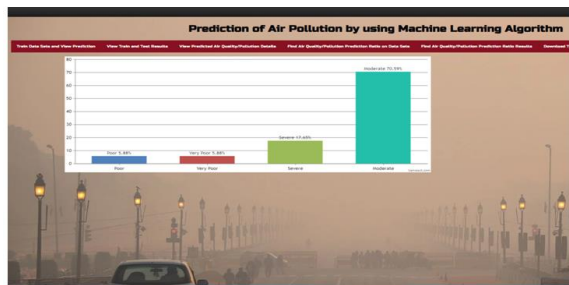 Prediction of Air Pollution by using Machine Learning Algorithm
Train Data Sets and View Prediction View Train and Test Results View Predicted Air Quality/Pollution Details Find Air Quality/Pollution Prediction Ratio on Data Sets Find Air Quality/Pollution Prediction Ratio Results Download T
80
Moderate 70.59%
70
60
50
40
30
20
Severe 17.65%
10
Poor 5.88%
Very Poor 5.88%
0
Poor
Very Poor
Severe
moderate